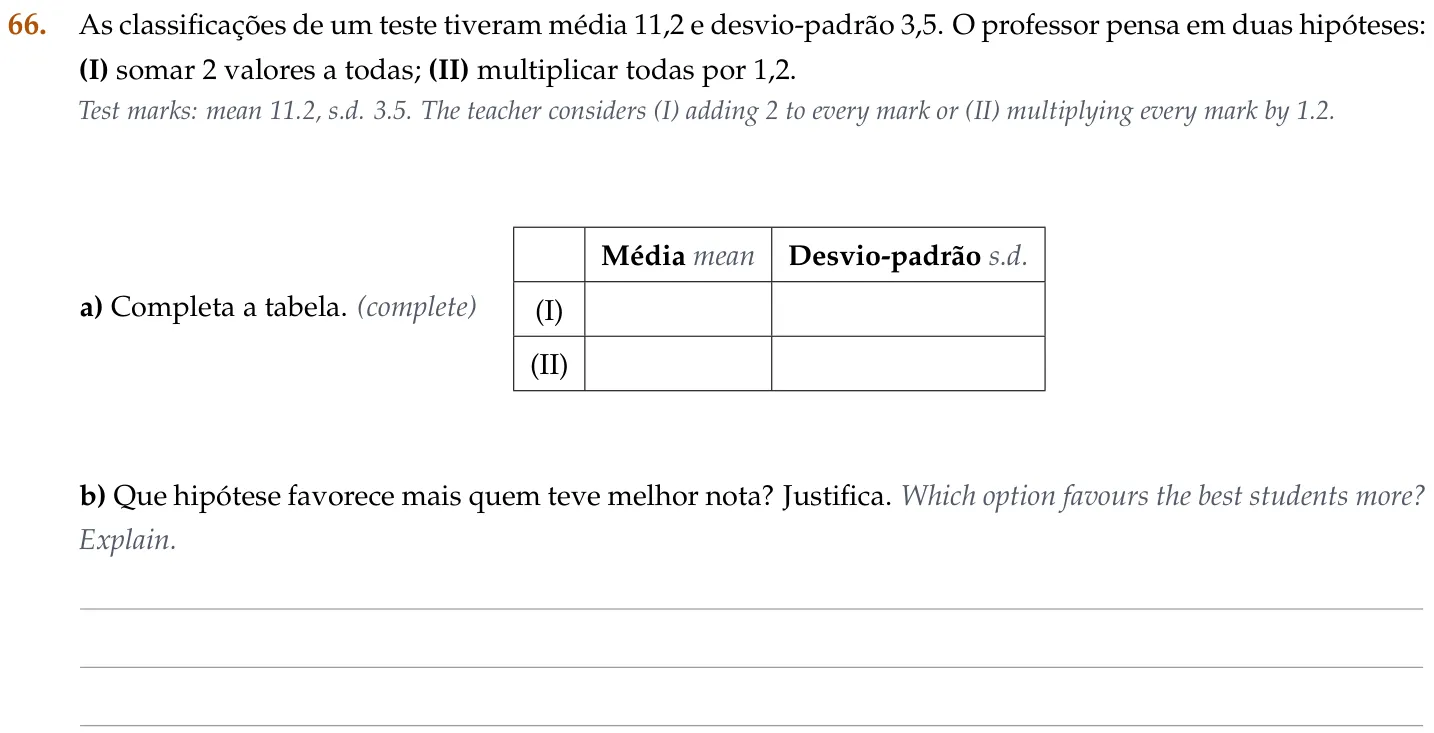 66. As classificações de um teste tiveram média 11,2 e desvio-padrão 3,5. O professor pensa em duas hipóteses:
(I) somar 2 valores a todas; (II) multiplicar todas por 1,2.
Test marks: mean 11.2, s.d. 3.5. The teacher considers (I) adding 2 to every mark or (II) multiplying every mark by 1.2.
Média mean Desvio-padrão s.d.
a) Completa a tabela. (complete)
(I)
(II)
b) Que hipótese favorece mais quem teve melhor nota? Justifica. Which option favours the best students more?
Explain.